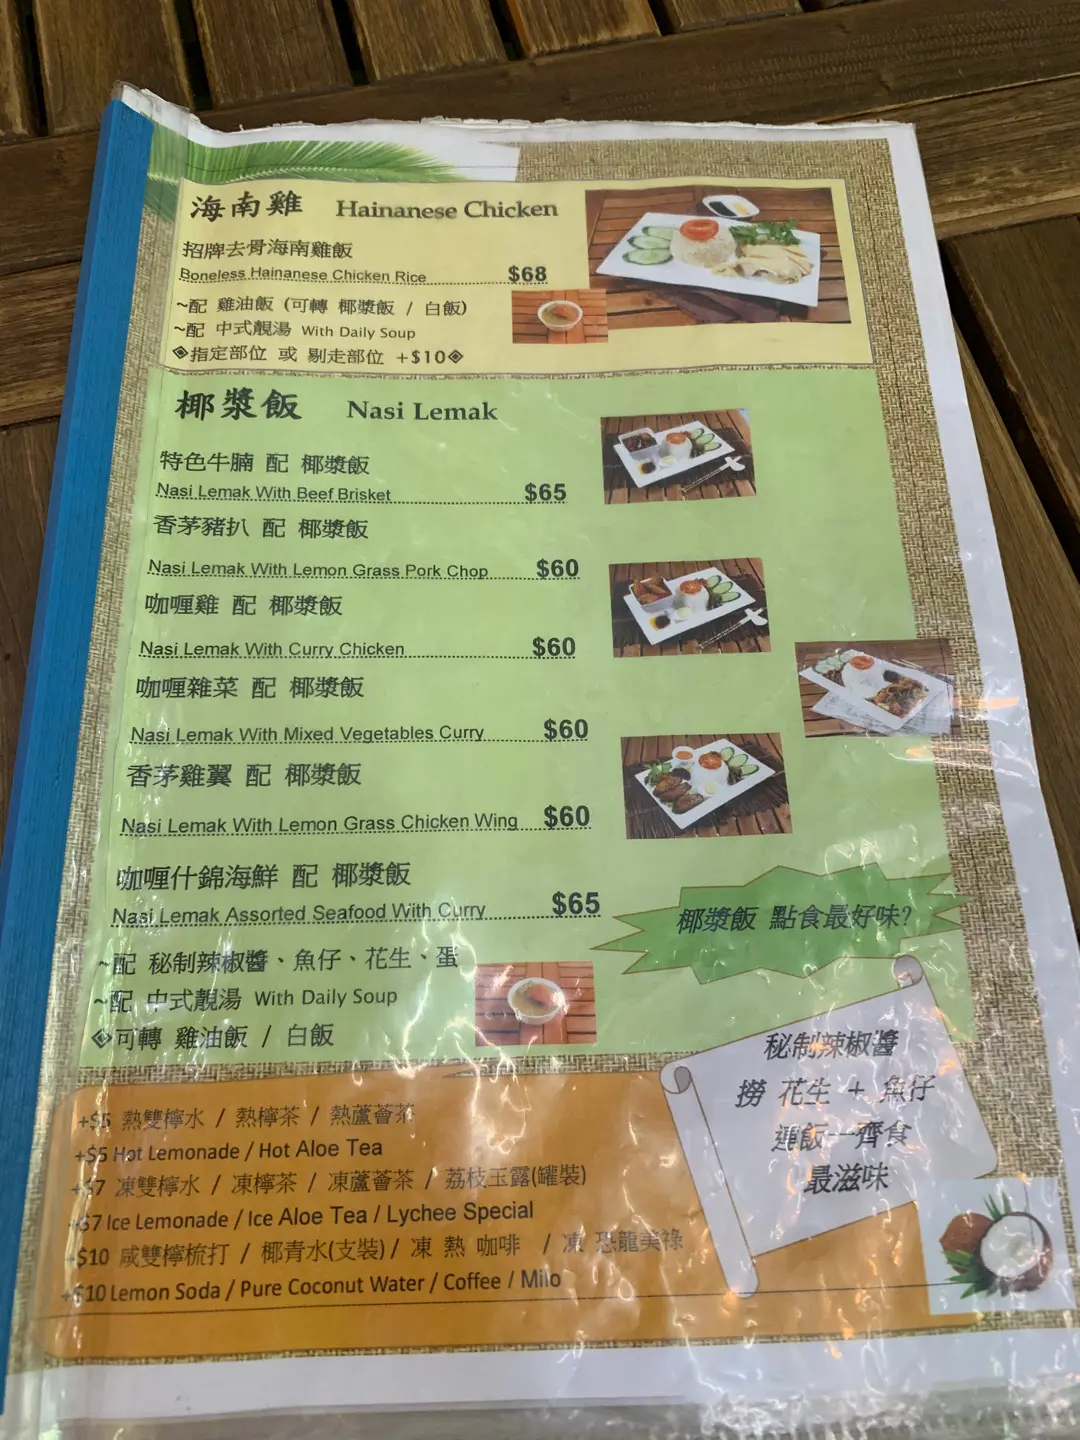 海南雞 Hainanese Chicken
招牌去骨海南雞飯
Boneless Hainanese Chicken Rice $68
~配 雞油飯 (可轉 椰漿飯 / 白飯)
~配 中式靚湯 With Daily Soup
◈指定部位 或 剔走部位 +$10◈
椰漿飯 Nasi Lemak
特色牛腩 配 椰漿飯
Nasi Lemak With Beef Brisket $65
香茅豬扒 配 椰漿飯
Nasi Lemak With Lemon Grass Pork Chop $60
咖喱雞 配 椰漿飯
Nasi Lemak With Curry Chicken $60
咖喱雜菜 配 椰漿飯
Nasi Lemak With Mixed Vegetables Curry $60
香茅雞翼 配 椰漿飯
Nasi Lemak With Lemon Grass Chicken Wing $60
咖喱什錦海鮮 配 椰漿飯
Nasi Lemak Assorted Seafood With Curry $65
~配 秘制辣椒醬、魚仔、花生、蛋
~配 中式靚湯 With Daily Soup
◈可轉 雞油飯 / 白飯
椰漿飯 點食最好味?
秘制辣椒醬
撈 花生 + 魚仔
連飯一齊食
最滋味
+$5 熱雙檸水 / 熱檸茶 / 熱蘆薈茶
+$5 Hot Lemonade / Hot Aloe Tea
+$7 凍雙檸水 / 凍檸茶 / 凍蘆薈茶 / 荔枝玉露(罐裝)
+$7 Ice Lemonade / Ice Aloe Tea / Lychee Special
+$10 咸雙檸梳打 / 椰青水(支裝) / 凍 熱 咖啡 / 凍 恐龍美祿
+$10 Lemon Soda / Pure Coconut Water / Coffee / Milo